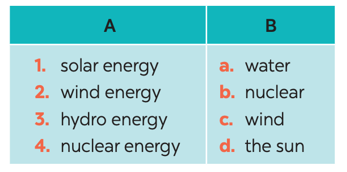 A B
1. solar energy a. water
2. wind energy b. nuclear
3. hydro energy c. wind
4. nuclear energy d. the sun